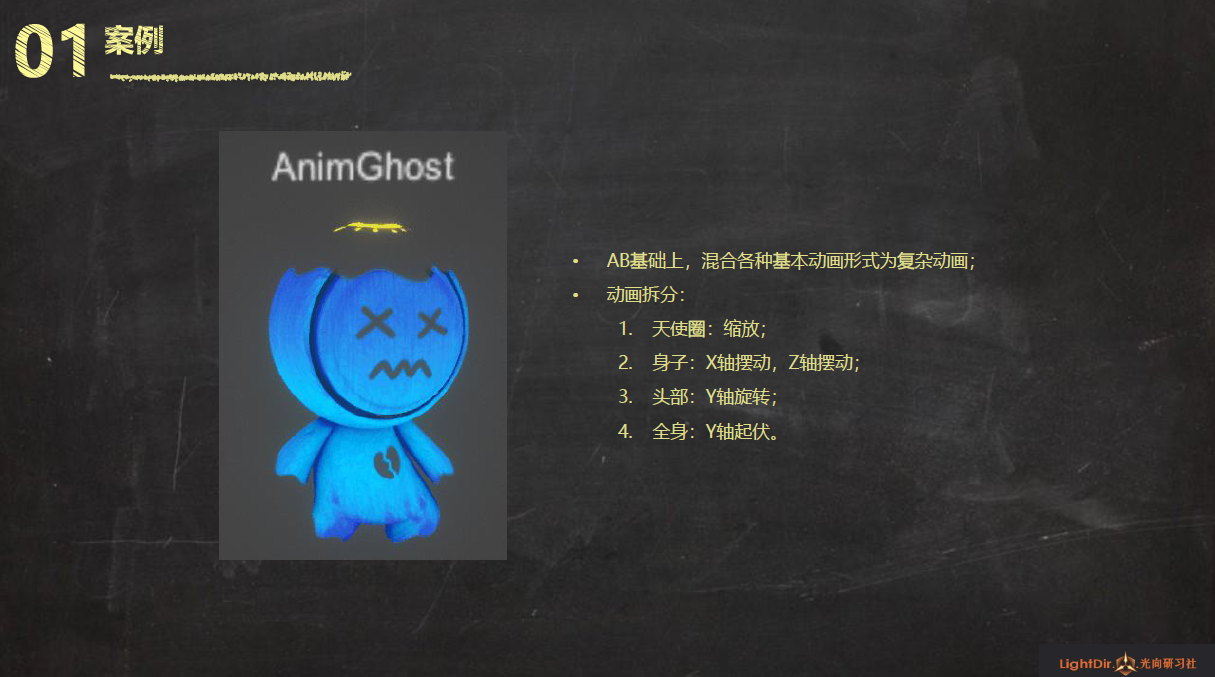 01 案例
AnimGhost
• AB基础上，混合各种基本动画形式为复杂动画；
• 动画拆分：
1. 天使圈：缩放；
2. 身子：X轴摆动，Z轴摆动；
3. 头部：Y轴旋转；
4. 全身：Y轴起伏。
LightDir. 光向研习社